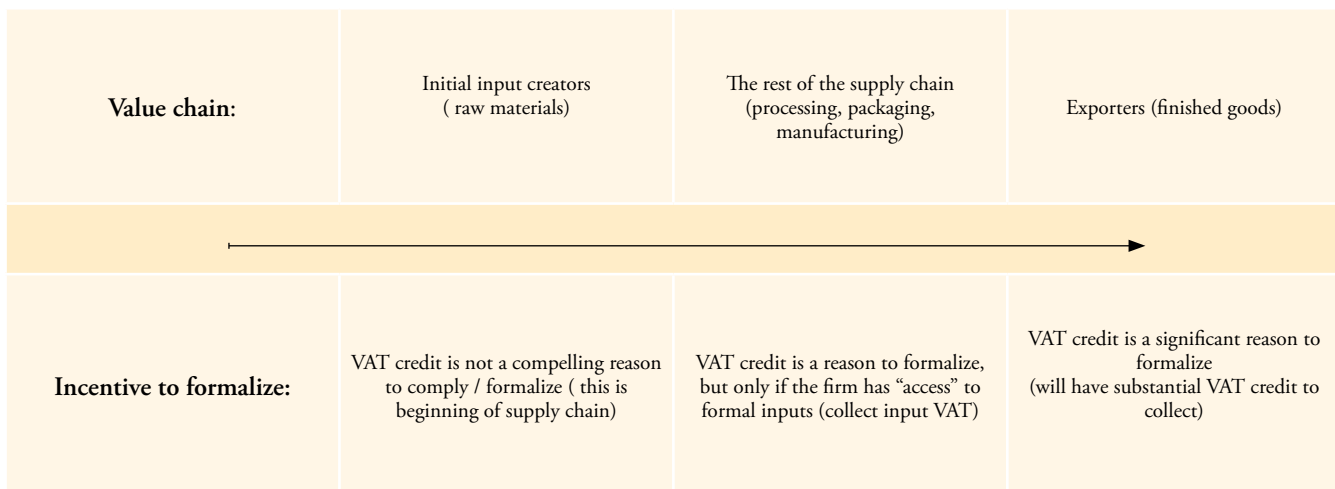 Value chain:
Initial input creators
( raw materials)
The rest of the supply chain
(processing, packaging,
manufacturing)
Exporters (finished goods)
Incentive to formalize:
VAT credit is not a compelling reason
to comply / formalize ( this is
beginning of supply chain)
VAT credit is a reason to formalize,
but only if the firm has “access” to
formal inputs (collect input VAT)
VAT credit is a significant reason to
formalize
(will have substantial VAT credit to
collect)